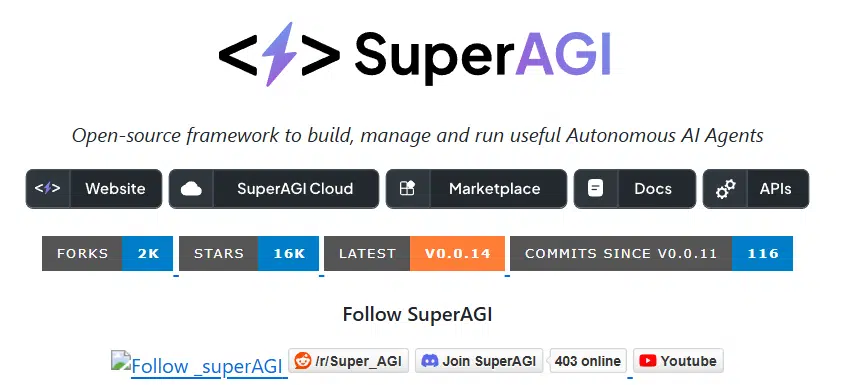 </> SuperAGI
Open-source framework to build, manage and run useful Autonomous AI Agents
</> Website SuperAGI Cloud Marketplace Docs APIs
FORKS 2K STARS 16K LATEST V0.0.14 COMMITS SINCE V0.0.11 116
Follow SuperAGI
Follow _superAGI /r/Super_AGI Join SuperAGI 403 online Youtube